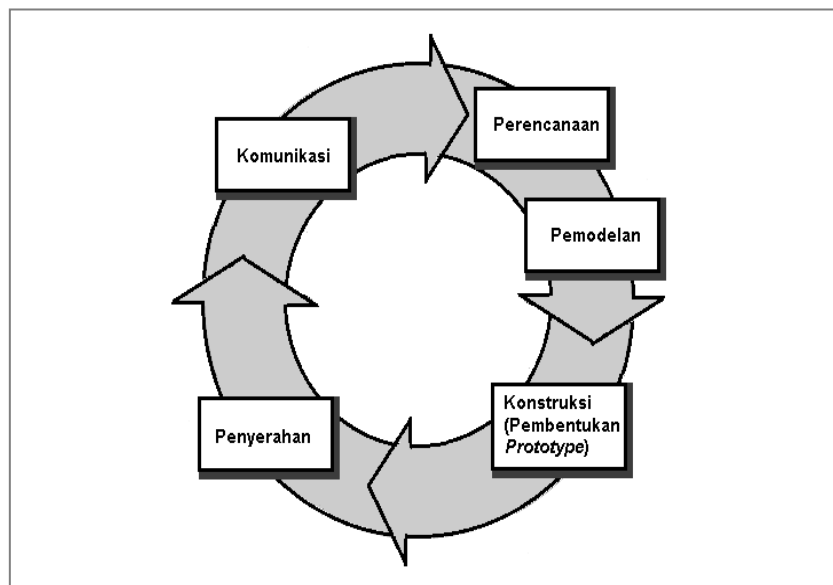 Komunikasi
Perencanaan
Pemodelan
Konstruksi
(Pembentukan
Prototype)
Penyerahan